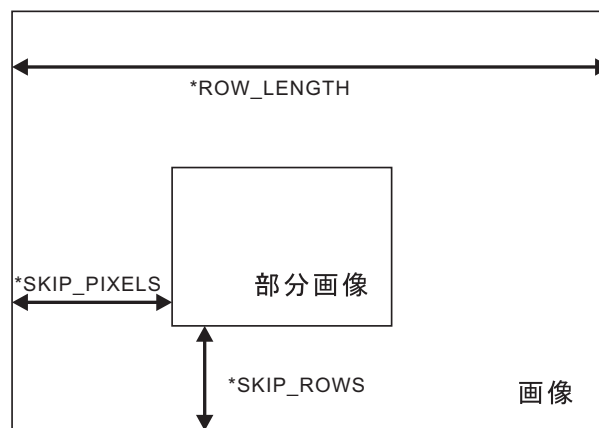 *ROW_LENGTH
*SKIP_PIXELS
部分画像
*SKIP_ROWS
画像